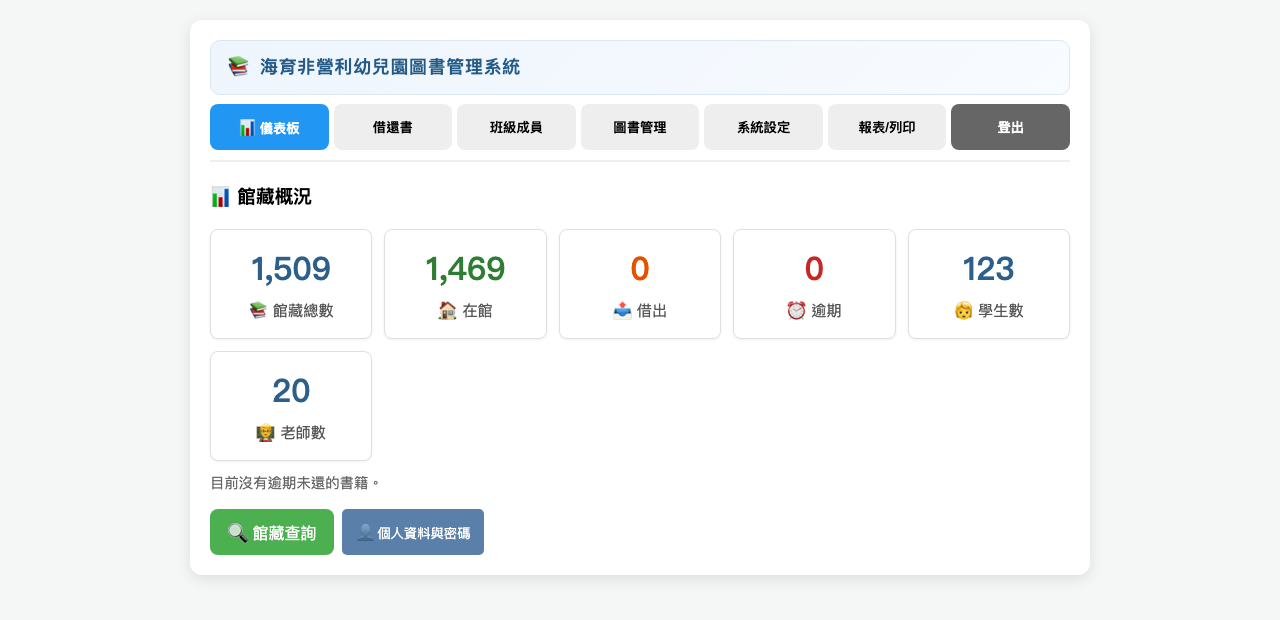 海育非營利幼兒園圖書管理系統
儀表板 借還書 班級成員 圖書管理 系統設定 報表/列印 登出
館藏概況
1,509 1,469 0 0 123
館藏總數 在館 借出 逾期 學生數
20
老師數
目前沒有逾期未還的書籍。
館藏查詢 個人資料與密碼